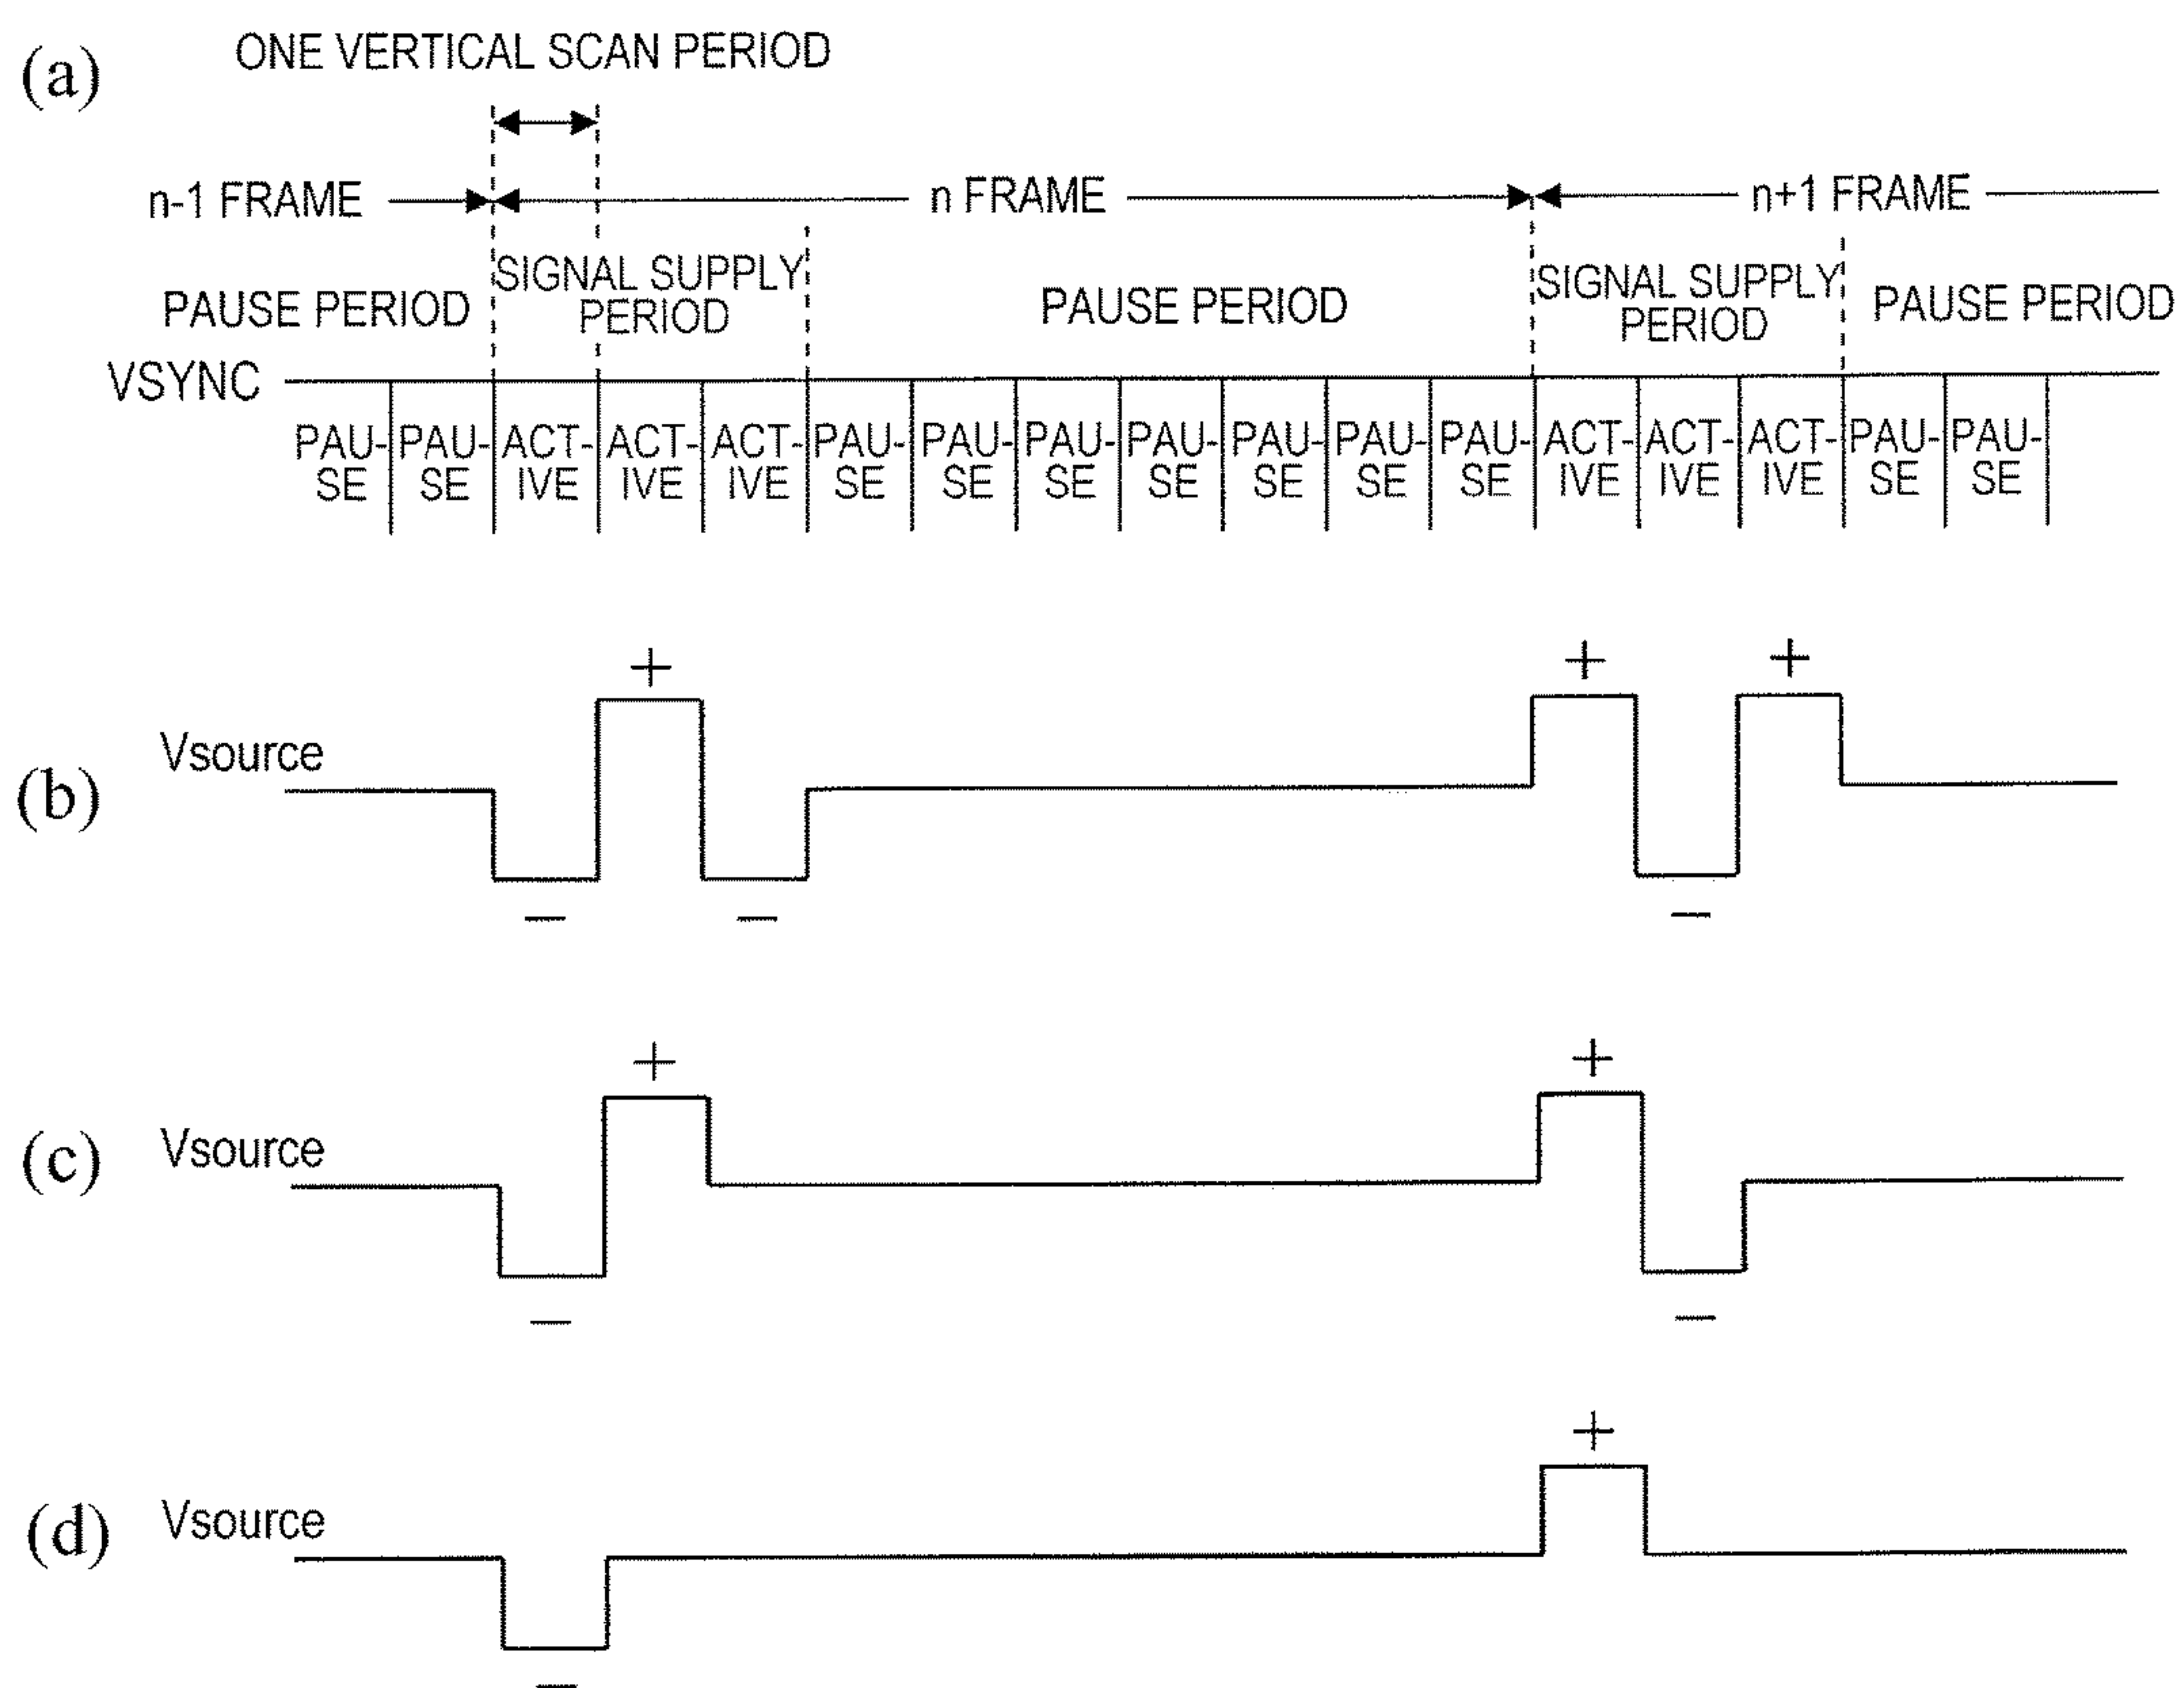 (a)
ONE VERTICAL SCAN PERIOD
n-1 FRAME
n FRAME
n+1 FRAME
PAUSE PERIOD
SIGNAL SUPPLY
PERIOD
PAUSE PERIOD
SIGNAL SUPPLY
PERIOD
PAUSE PERIOD
VSYNC
PAU- PAU- ACT- ACT- ACT- PAU- PAU- PAU- PAU- PAU- PAU- PAU- ACT- ACT- ACT- PAU- PAU-
SE SE IVE IVE IVE SE SE SE SE SE SE SE IVE IVE IVE SE SE
+ + +
(b) Vsource
− − −
+ +
(c) Vsource
− −
+
(d) Vsource
−